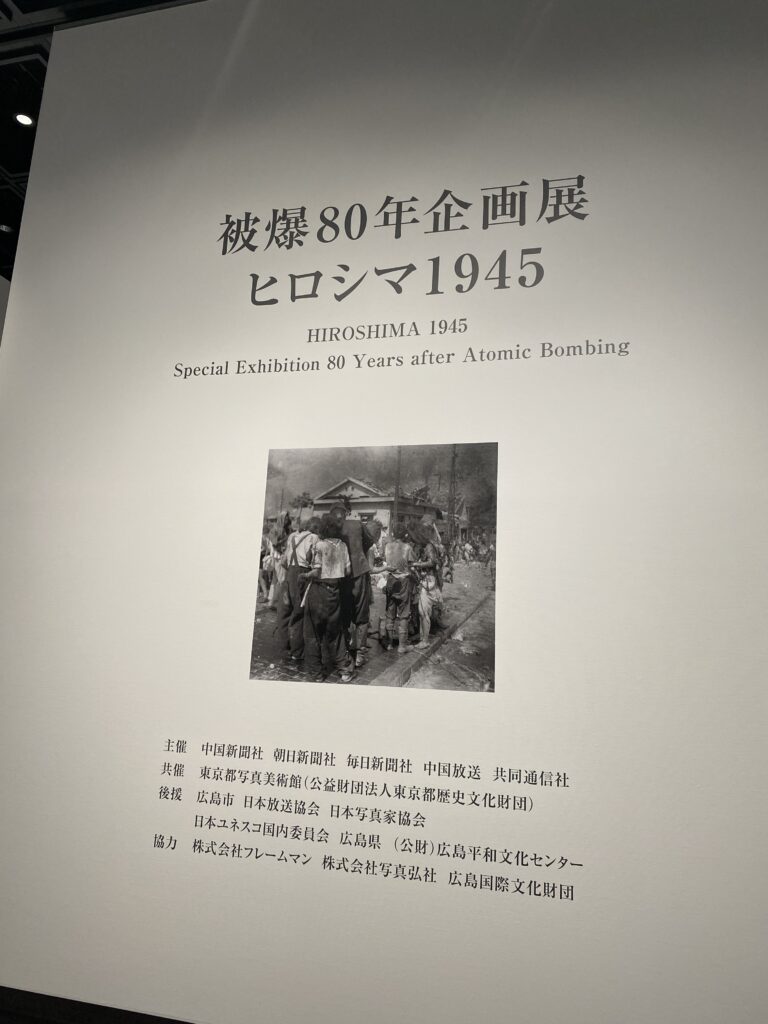 被爆80年企画展
ヒロシマ1945
HIROSHIMA 1945
Special Exhibition 80 Years after Atomic Bombing
主催 中国新聞社 朝日新聞社 毎日新聞社 中国放送 共同通信社
共催 東京都写真美術館(公益財団法人東京都歴史文化財団)
後援 広島市 日本放送協会 日本写真家協会
日本ユネスコ国内委員会 広島県 (公財)広島平和文化センター
協力 株式会社フレームマン 株式会社写真弘社 広島国際文化財団